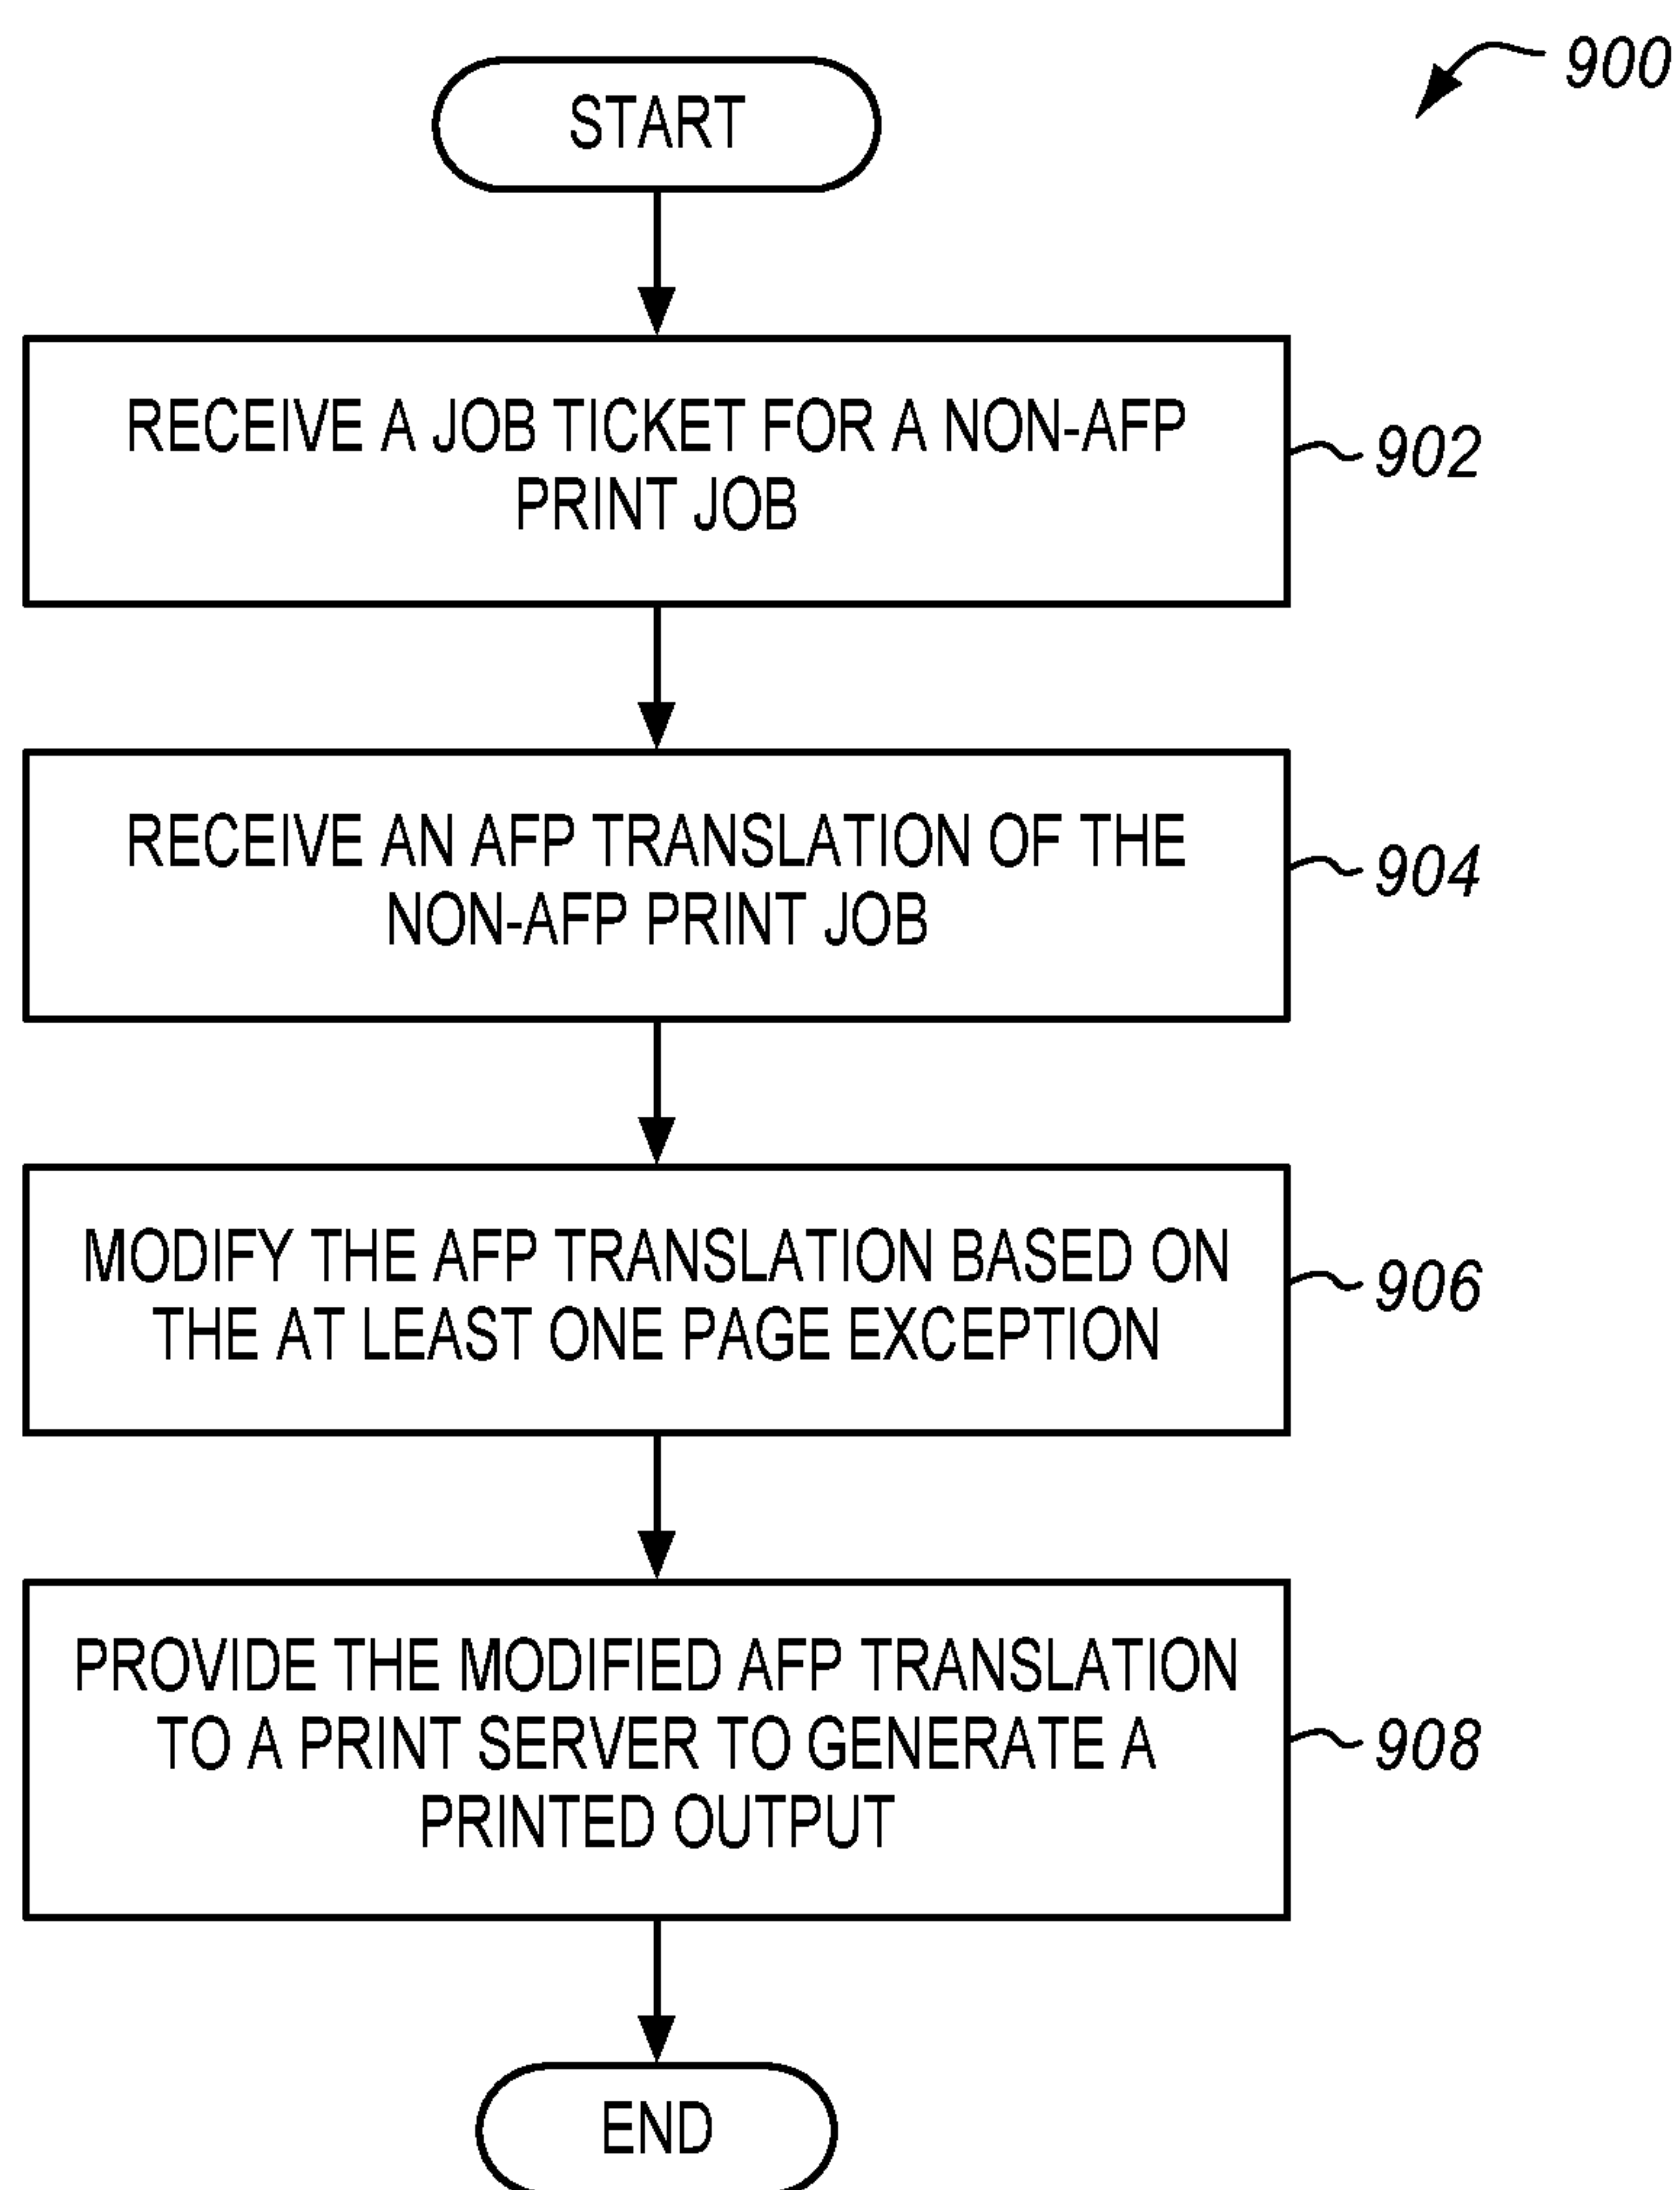 900
START
RECEIVE A JOB TICKET FOR A NON-AFP
PRINT JOB
902
RECEIVE AN AFP TRANSLATION OF THE
NON-AFP PRINT JOB
904
MODIFY THE AFP TRANSLATION BASED ON
THE AT LEAST ONE PAGE EXCEPTION
906
PROVIDE THE MODIFIED AFP TRANSLATION
TO A PRINT SERVER TO GENERATE A
PRINTED OUTPUT
908
END